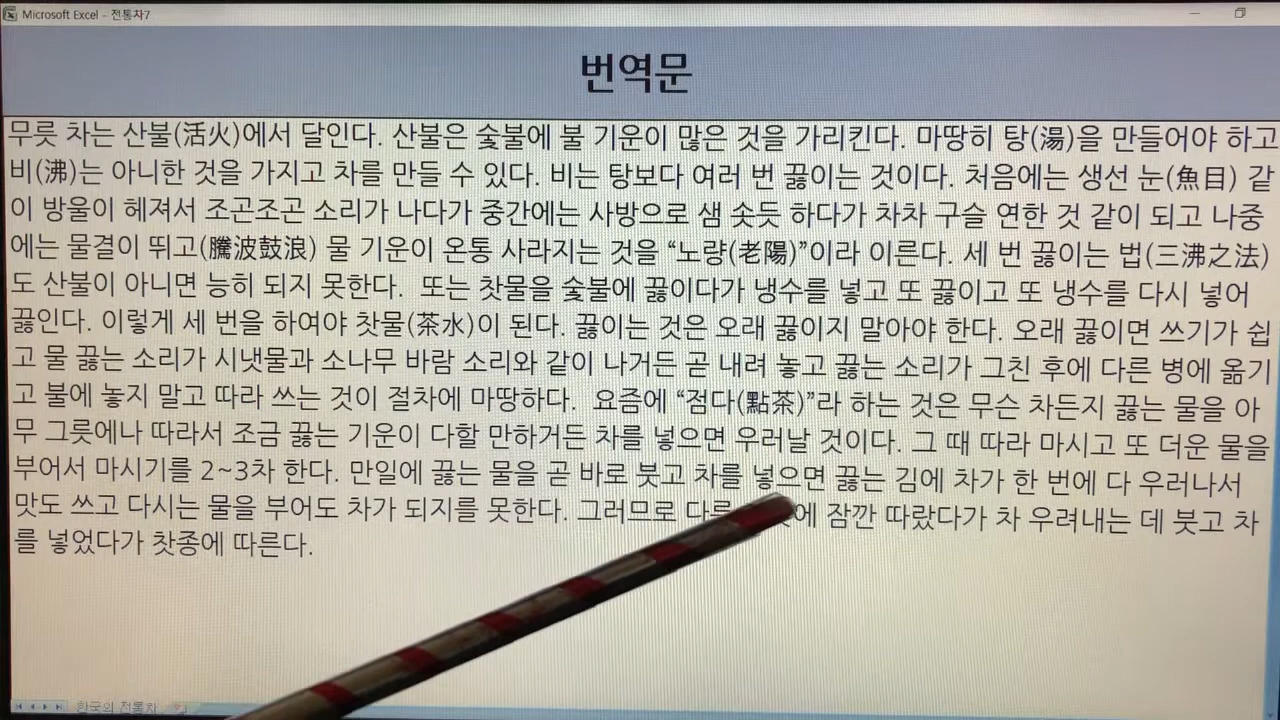 Microsoft Excel - 전통차7
번역문
무릇 차는 산불(活火)에서 달인다. 산불은 숯불에 불 기운이 많은 것을 가리킨다. 마땅히 탕(湯)을 만들어야 하고
비(沸)는 아니한 것을 가지고 차를 만들 수 있다. 비는 탕보다 여러 번 끓이는 것이다. 처음에는 생선 눈(魚目) 같
이 방울이 헤져서 조곤조곤 소리가 나다가 중간에는 사방으로 샘 솟듯 하다가 차차 구슬 연한 것 같이 되고 나중
에는 물결이 뛰고(騰波鼓浪) 물 기운이 온통 사라지는 것을 “노량(老陽)”이라 이른다. 세 번 끓이는 법(三沸之法)
도 산불이 아니면 능히 되지 못한다. 또는 찻물을 숯불에 끓이다가 냉수를 넣고 또 끓이고 또 냉수를 다시 넣어
끓인다. 이렇게 세 번을 하여야 찻물(茶水)이 된다. 끓이는 것은 오래 끓이지 말아야 한다. 오래 끓이면 쓰기가 쉽
고 물 끓는 소리가 시냇물과 소나무 바람 소리와 같이 나거든 곧 내려 놓고 끓는 소리가 그친 후에 다른 병에 옮기
고 불에 놓지 말고 따라 쓰는 것이 절차에 마땅하다. 요즘에 “점다(點茶)”라 하는 것은 무슨 차든지 끓는 물을 아
무 그릇에나 따라서 조금 끓는 기운이 다할 만하거든 차를 넣으면 우러날 것이다. 그 때 따라 마시고 또 더운 물을
부어서 마시기를 2~3차 한다. 만일에 끓는 물을 곧 바로 붓고 차를 넣으면 끓는 김에 차가 한 번에 다 우러나서
맛도 쓰고 다시는 물을 부어도 차가 되지를 못한다. 그러므로 다른 에 잠깐 따랐다가 차 우려내는 데 붓고 차
를 넣었다가 찻종에 따른다.
한국의 전통차